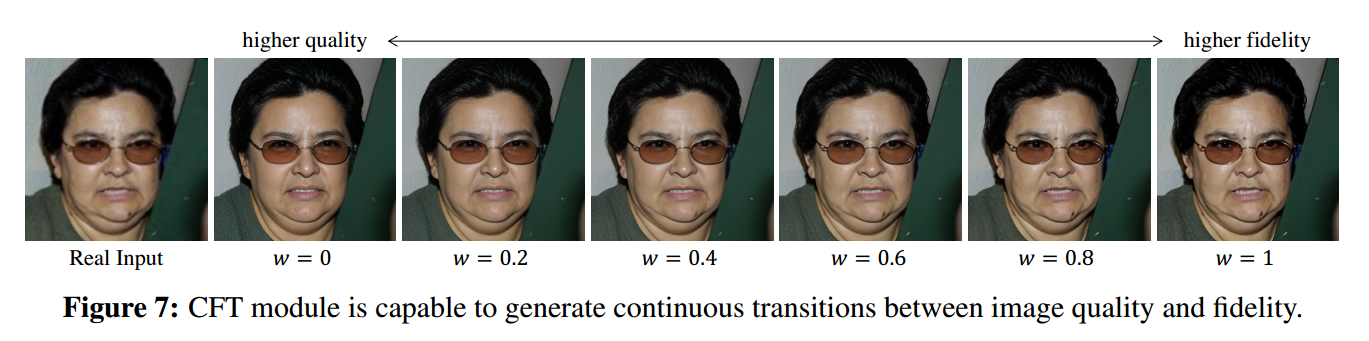 higher quality higher fidelity
Real Input w = 0 w = 0.2 w = 0.4 w = 0.6 w = 0.8 w = 1
Figure 7: CFT module is capable to generate continuous transitions between image quality and fidelity.